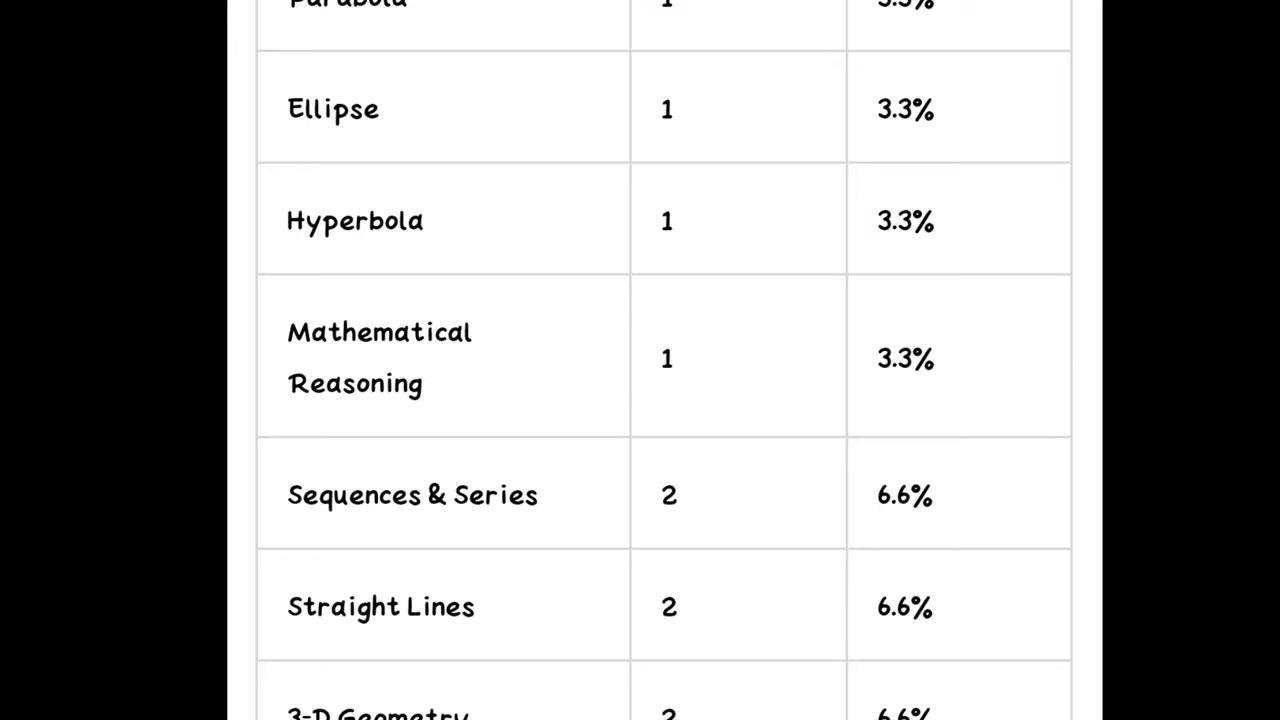 Parabola 1 3.3%
Ellipse 1 3.3%
Hyperbola 1 3.3%
Mathematical
Reasoning 1 3.3%
Sequences & Series 2 6.6%
Straight Lines 2 6.6%
3-D Geometry 2 6.6%